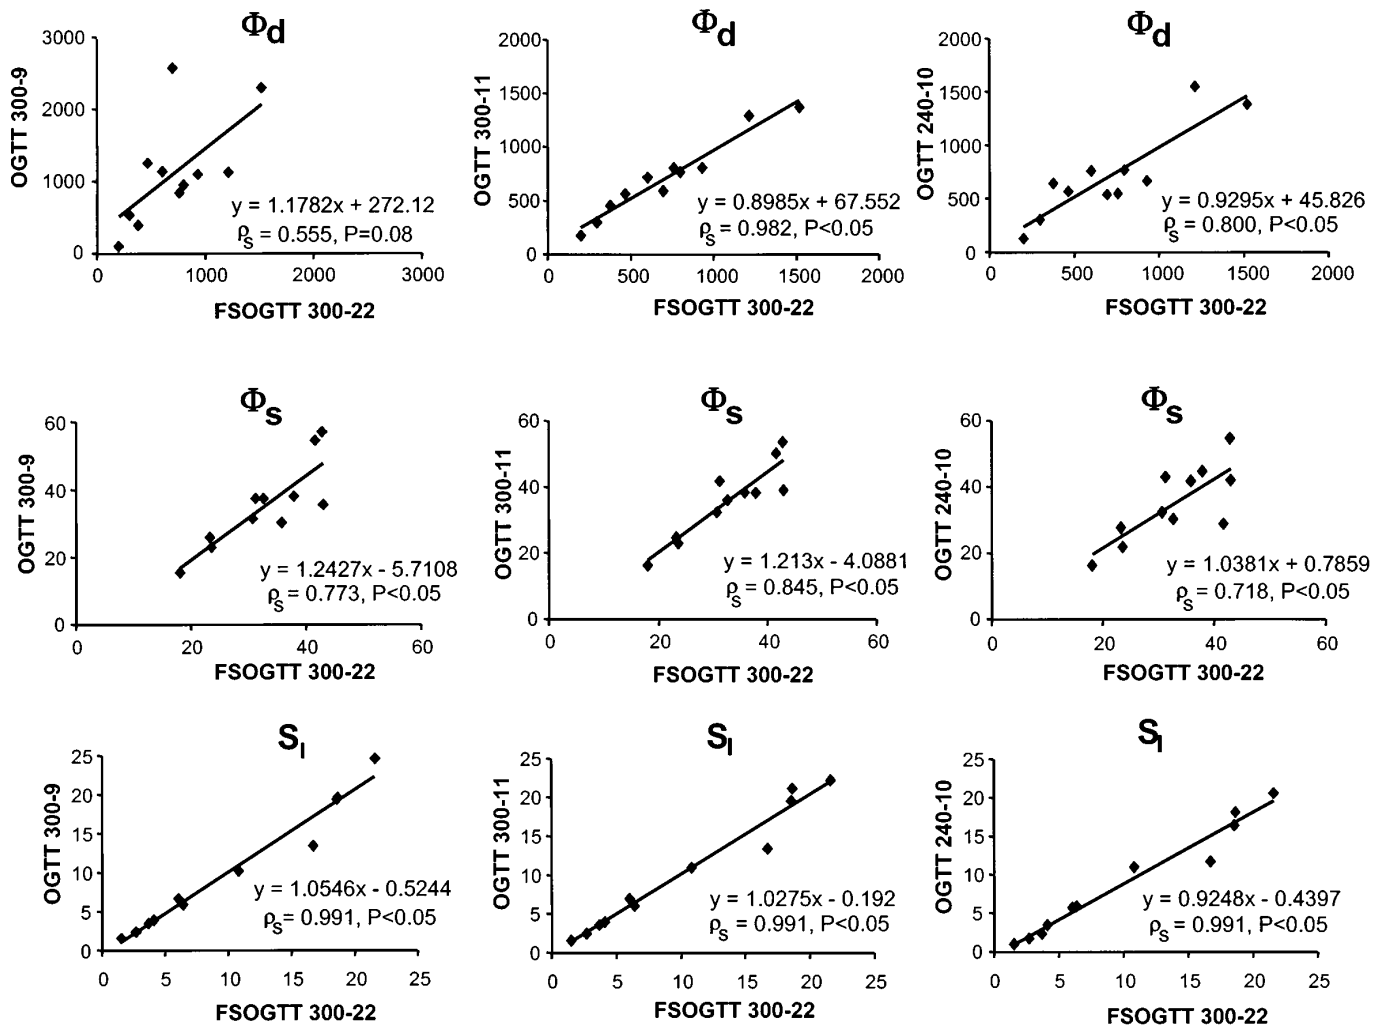 Φd
3000
2000
1000
0
0 1000 2000 3000
OGTT 300-9
FSOGTT 300-22
y = 1.1782x + 272.12
ρS = 0.555, P=0.08
Φd
2000
1500
1000
500
0
0 500 1000 1500 2000
OGTT 300-11
FSOGTT 300-22
y = 0.8985x + 67.552
ρS = 0.982, P<0.05
Φd
2000
1500
1000
500
0
0 500 1000 1500 2000
OGTT 240-10
FSOGTT 300-22
y = 0.9295x + 45.826
ρS = 0.800, P<0.05
Φs
60
40
20
0
0 20 40 60
OGTT 300-9
FSOGTT 300-22
y = 1.2427x - 5.7108
ρS = 0.773, P<0.05
Φs
60
40
20
0
0 20 40 60
OGTT 300-11
FSOGTT 300-22
y = 1.213x - 4.0881
ρS = 0.845, P<0.05
Φs
60
40
20
0
0 20 40 60
OGTT 240-10
FSOGTT 300-22
y = 1.0381x + 0.7859
ρS = 0.718, P<0.05
SI
25
20
15
10
5
0
0 5 10 15 20 25
OGTT 300-9
FSOGTT 300-22
y = 1.0546x - 0.5244
ρS = 0.991, P<0.05
SI
25
20
15
10
5
0
0 5 10 15 20 25
OGTT 300-11
FSOGTT 300-22
y = 1.0275x - 0.192
ρS = 0.991, P<0.05
SI
25
20
15
10
5
0
0 5 10 15 20 25
OGTT 240-10
FSOGTT 300-22
y = 0.9248x - 0.4397
ρS = 0.991, P<0.05